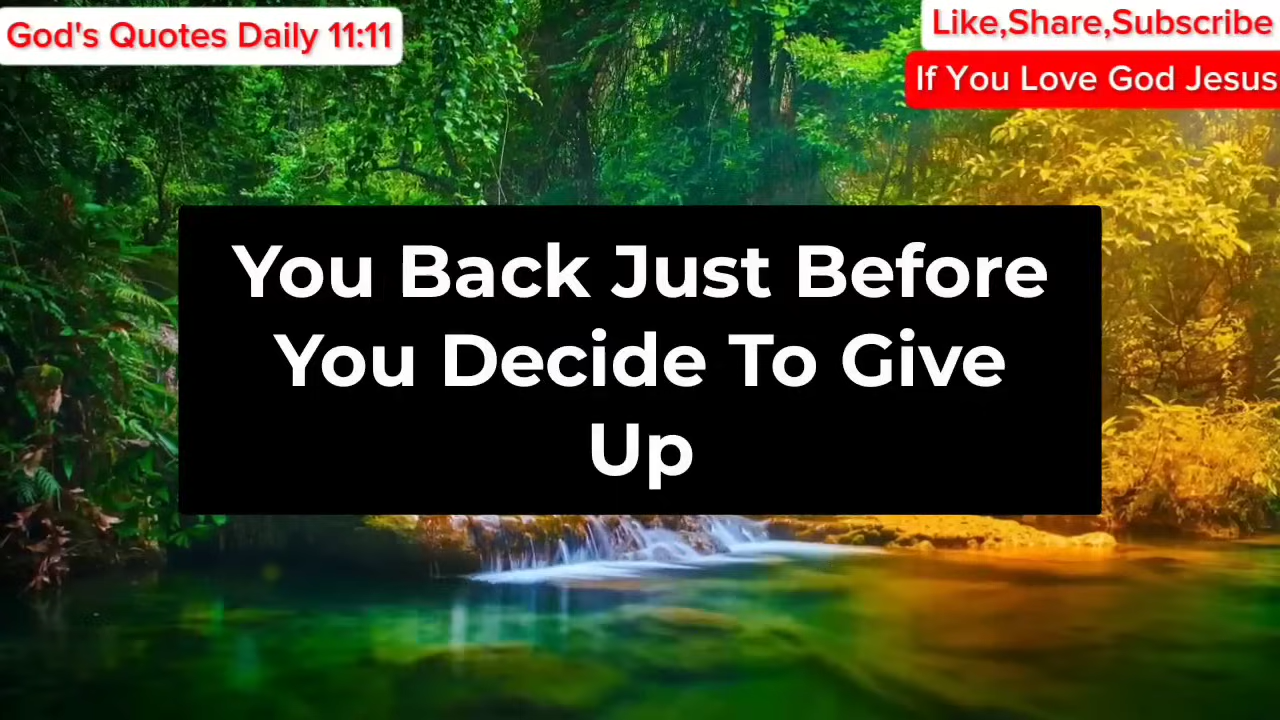 God's Quotes Daily 11:11
Like,Share,Subscribe
If You Love God Jesus
You Back Just Before
You Decide To Give
Up